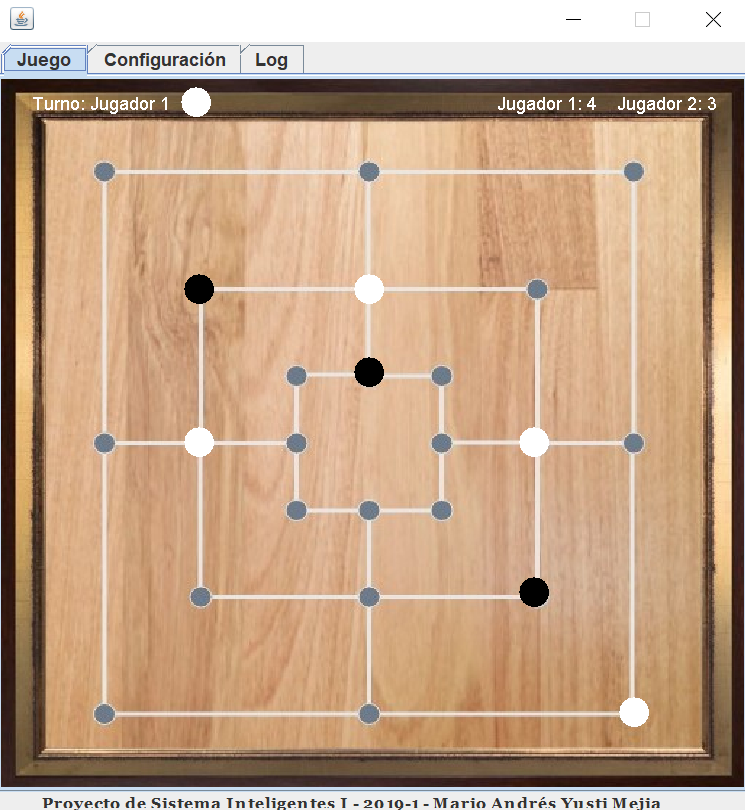 Juego Configuración Log
Turno: Jugador 1 Jugador 1: 4 Jugador 2: 3
Proyecto de Sistema Inteligentes I - 2019-1 - Mario Andrés Yusti Mejia